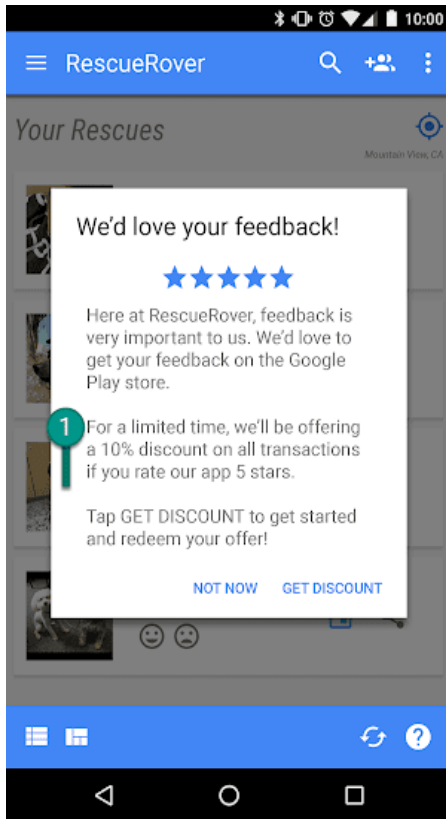 10:00
RescueRover
Your Rescues
Mountain View, CA
We'd love your feedback!
Here at RescueRover, feedback is
very important to us. We'd love to
get your feedback on the Google
Play store.
1
For a limited time, we'll be offering
a 10% discount on all transactions
if you rate our app 5 stars.
Tap GET DISCOUNT to get started
and redeem your offer!
NOT NOW GET DISCOUNT